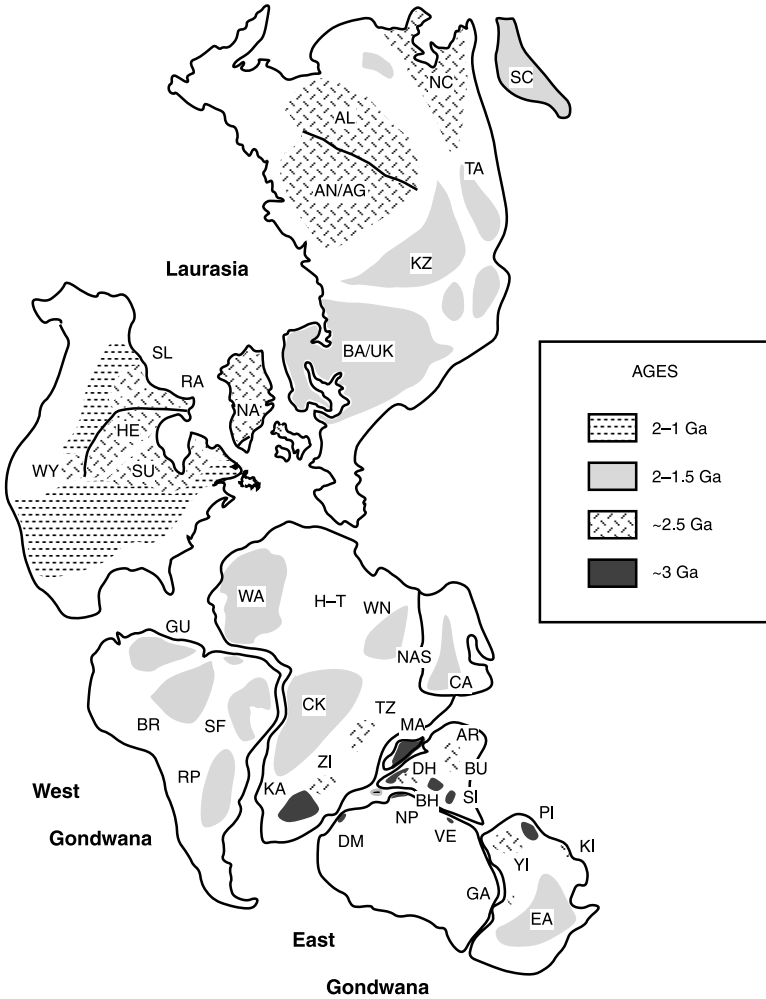 SC
NC
AL
TA
AN/AG
KZ
Laurasia
BA/UK
SL
RA
NA
HE
WY
SU
AGES
2–1 Ga
2–1.5 Ga
~2.5 Ga
~3 Ga
WA
H–T
WN
GU
NAS
CA
CK
TZ
MA
BR
SF
AR
ZI
DH
BU
RP
KA
BH
SI
West
Gondwana
NP
PI
DM
VE
KI
YI
GA
EA
East
Gondwana